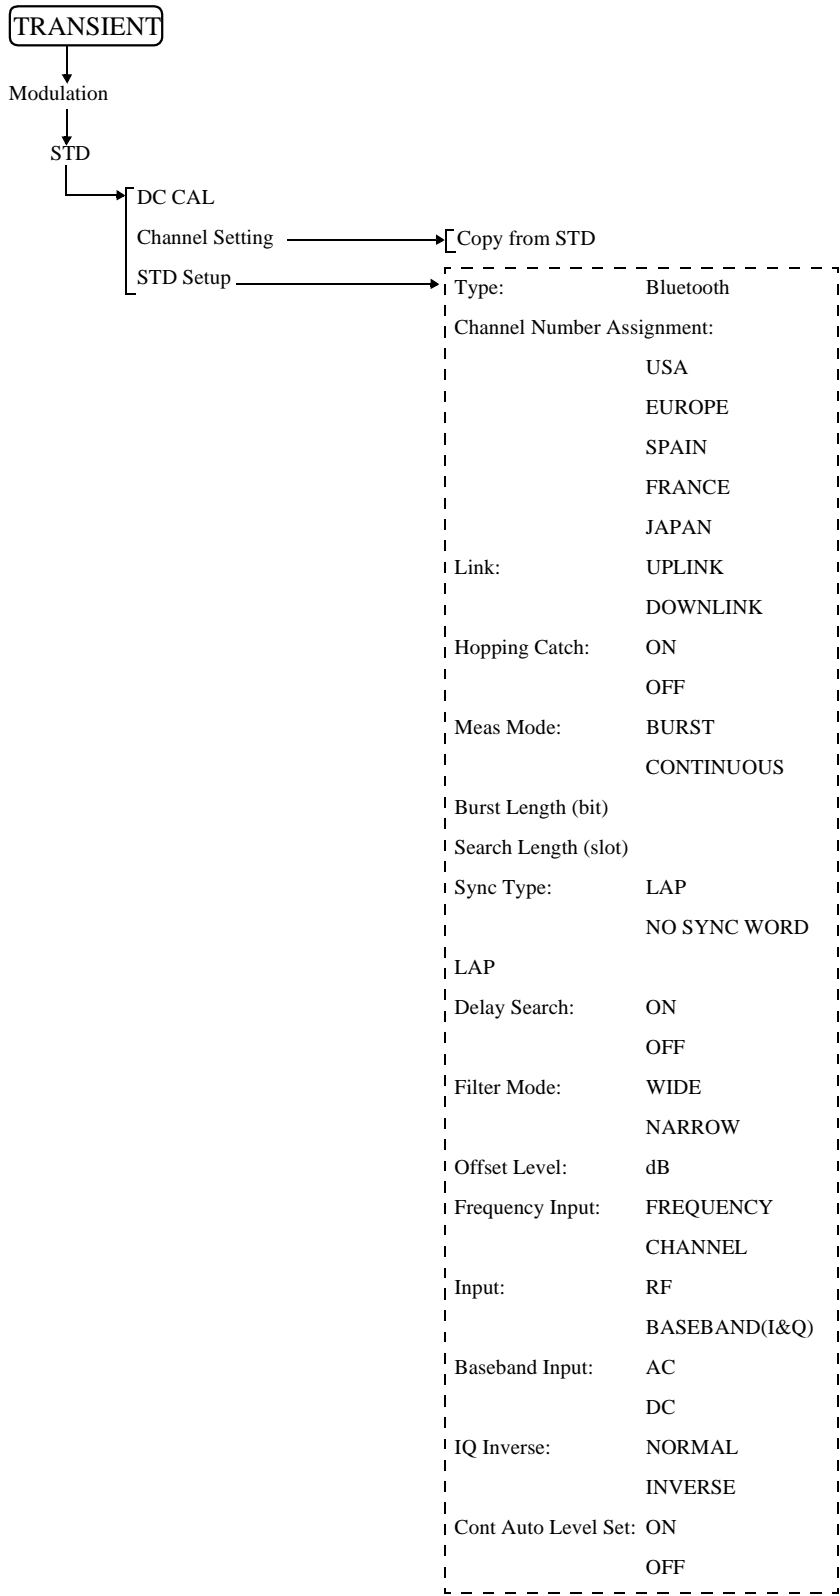 TRANSIENT
Modulation
STD
DC CAL
Channel Setting
Copy from STD
STD Setup
Type: Bluetooth
Channel Number Assignment:
USA
EUROPE
SPAIN
FRANCE
JAPAN
Link: UPLINK
DOWNLINK
Hopping Catch: ON
OFF
Meas Mode: BURST
CONTINUOUS
Burst Length (bit)
Search Length (slot)
Sync Type: LAP
NO SYNC WORD
LAP
Delay Search: ON
OFF
Filter Mode: WIDE
NARROW
Offset Level: dB
Frequency Input: FREQUENCY
CHANNEL
Input: RF
BASEBAND(I&Q)
Baseband Input: AC
DC
IQ Inverse: NORMAL
INVERSE
Cont Auto Level Set: ON
OFF